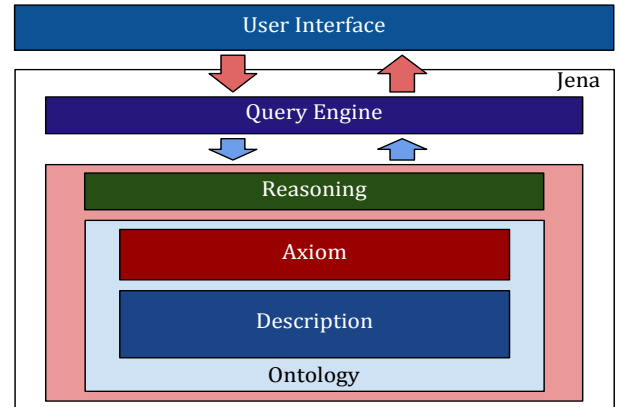 User Interface
Jena
Query Engine
Reasoning
Axiom
Description
Ontology